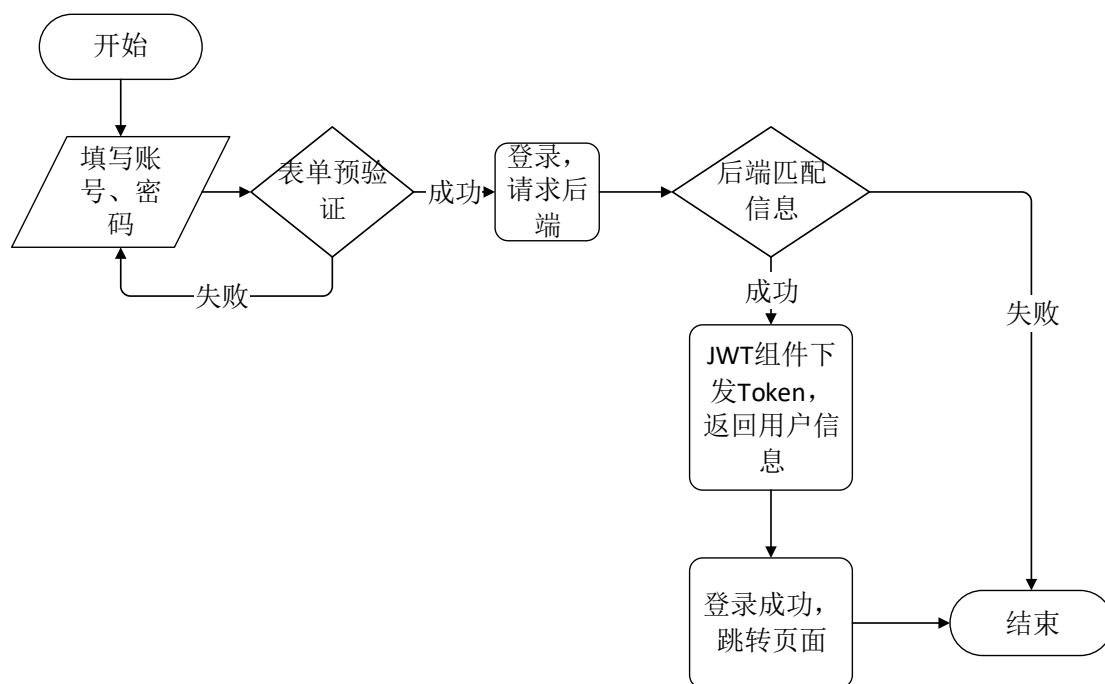 开始
填写账
号、密
码
表单预验
证
成功
失败
登录，
请求后
端
后端匹配
信息
成功
失败
JWT组件下
发Token，
返回用户信
息
登录成功，
跳转页面
结束